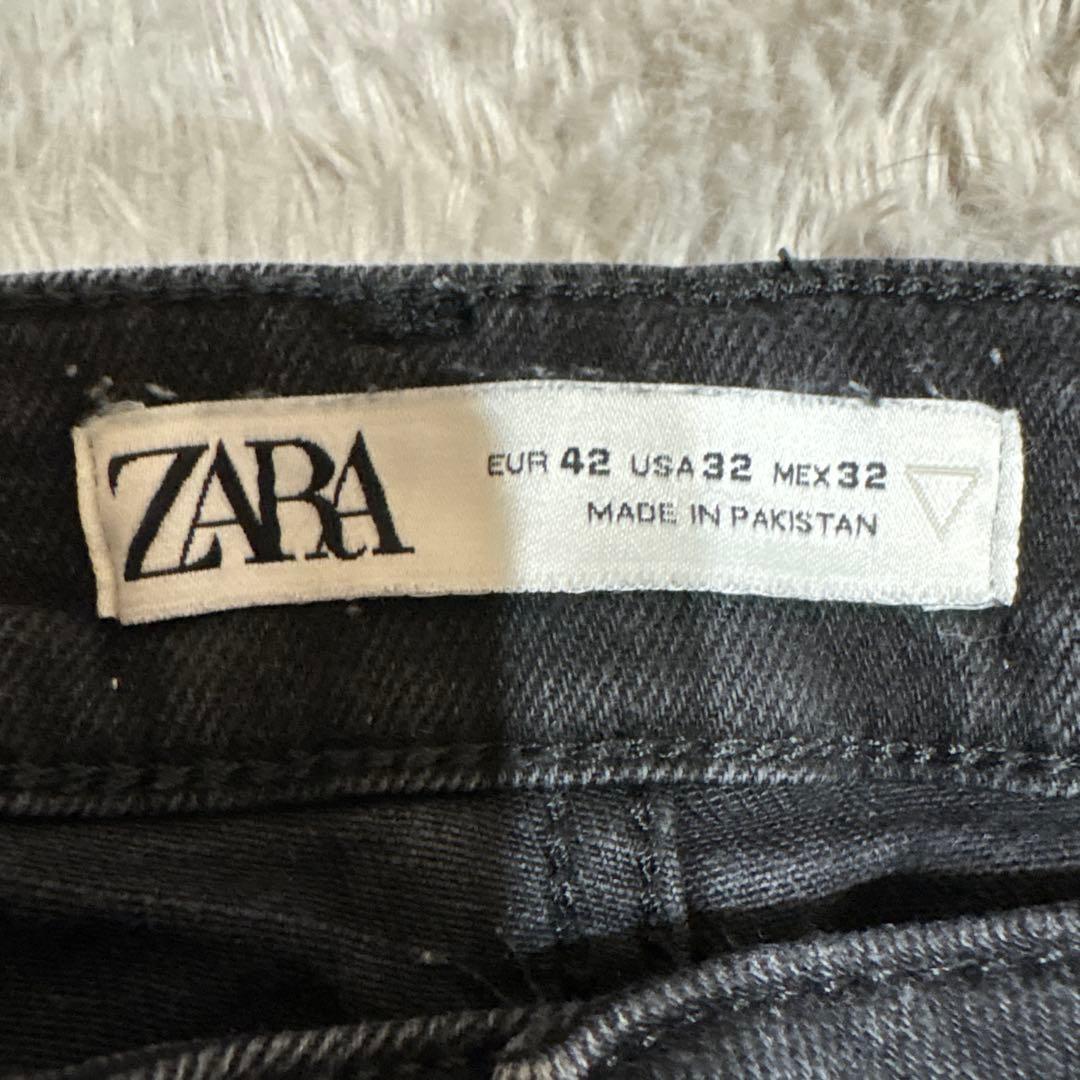 ZARA
EUR 42 USA 32 MEX 32
MADE IN PAKISTAN